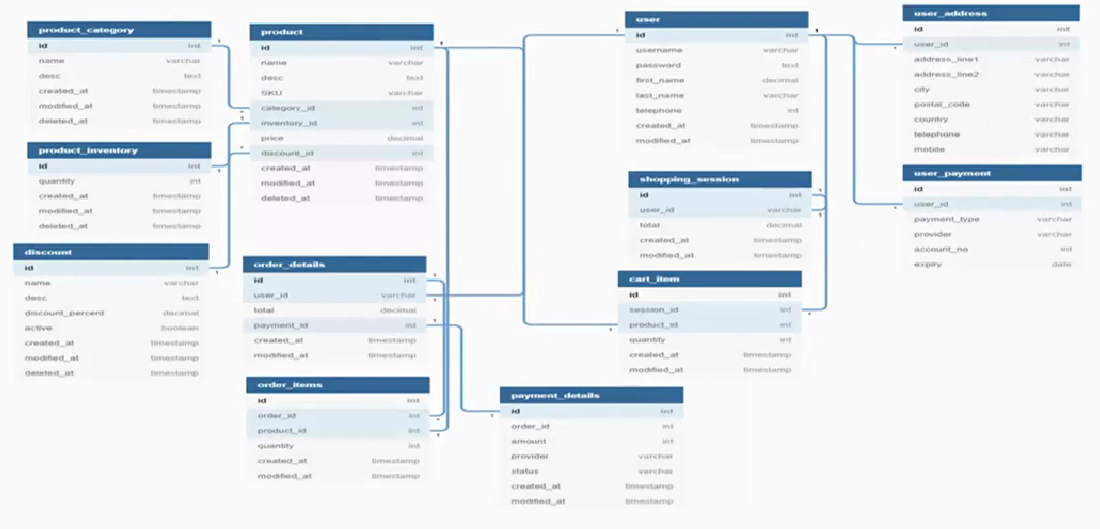 product_category
id int
name varchar
desc text
created_at timestamp
modified_at timestamp
deleted_at timestamp
product_inventory
id int
quantity int
created_at timestamp
modified_at timestamp
deleted_at timestamp
discount
id int
name varchar
desc text
discount_percent decimal
active boolean
created_at timestamp
modified_at timestamp
deleted_at timestamp
product
id int
name varchar
desc text
SKU varchar
category_id int
inventory_id int
price decimal
discount_id int
created_at timestamp
modified_at timestamp
deleted_at timestamp
order_details
id int
user_id varchar
total decimal
payment_id int
created_at timestamp
modified_at timestamp
order_items
id int
order_id int
product_id int
quantity int
created_at timestamp
modified_at timestamp
payment_details
id int
order_id int
amount int
provider varchar
status varchar
created_at timestamp
modified_at timestamp
user
id int
username varchar
password text
first_name decimal
last_name varchar
telephone int
created_at timestamp
modified_at timestamp
shopping_session
id int
user_id varchar
total decimal
created_at timestamp
modified_at timestamp
cart_item
id int
session_id int
product_id int
quantity int
created_at timestamp
modified_at timestamp
user_address
id int
user_id int
address_line1 varchar
address_line2 varchar
city varchar
postal_code varchar
country varchar
telephone varchar
mobile varchar
user_payment
id int
user_id int
payment_type varchar
provider varchar
account_no int
expiry date